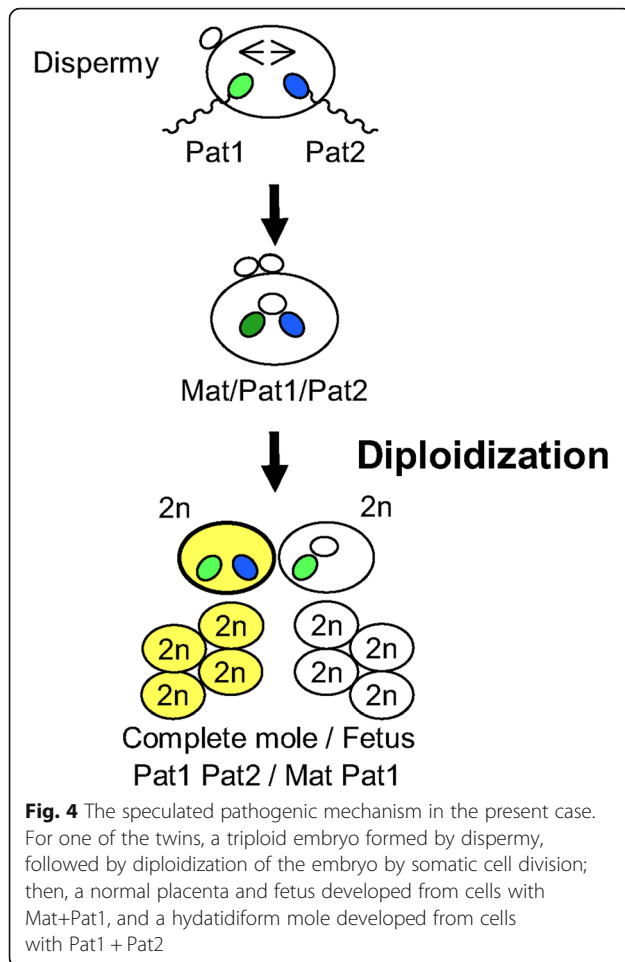 Dispermy
Pat1 Pat2
Mat/Pat1/Pat2
Diploidization
2n 2n
2n 2n
2n 2n
2n 2n
2n 2n
Complete mole / Fetus
Pat1 Pat2 / Mat Pat1
Fig. 4 The speculated pathogenic mechanism in the present case.
For one of the twins, a triploid embryo formed by dispermy,
followed by diploidization of the embryo by somatic cell division;
then, a normal placenta and fetus developed from cells with
Mat+Pat1, and a hydatidiform mole developed from cells
with Pat1 + Pat2